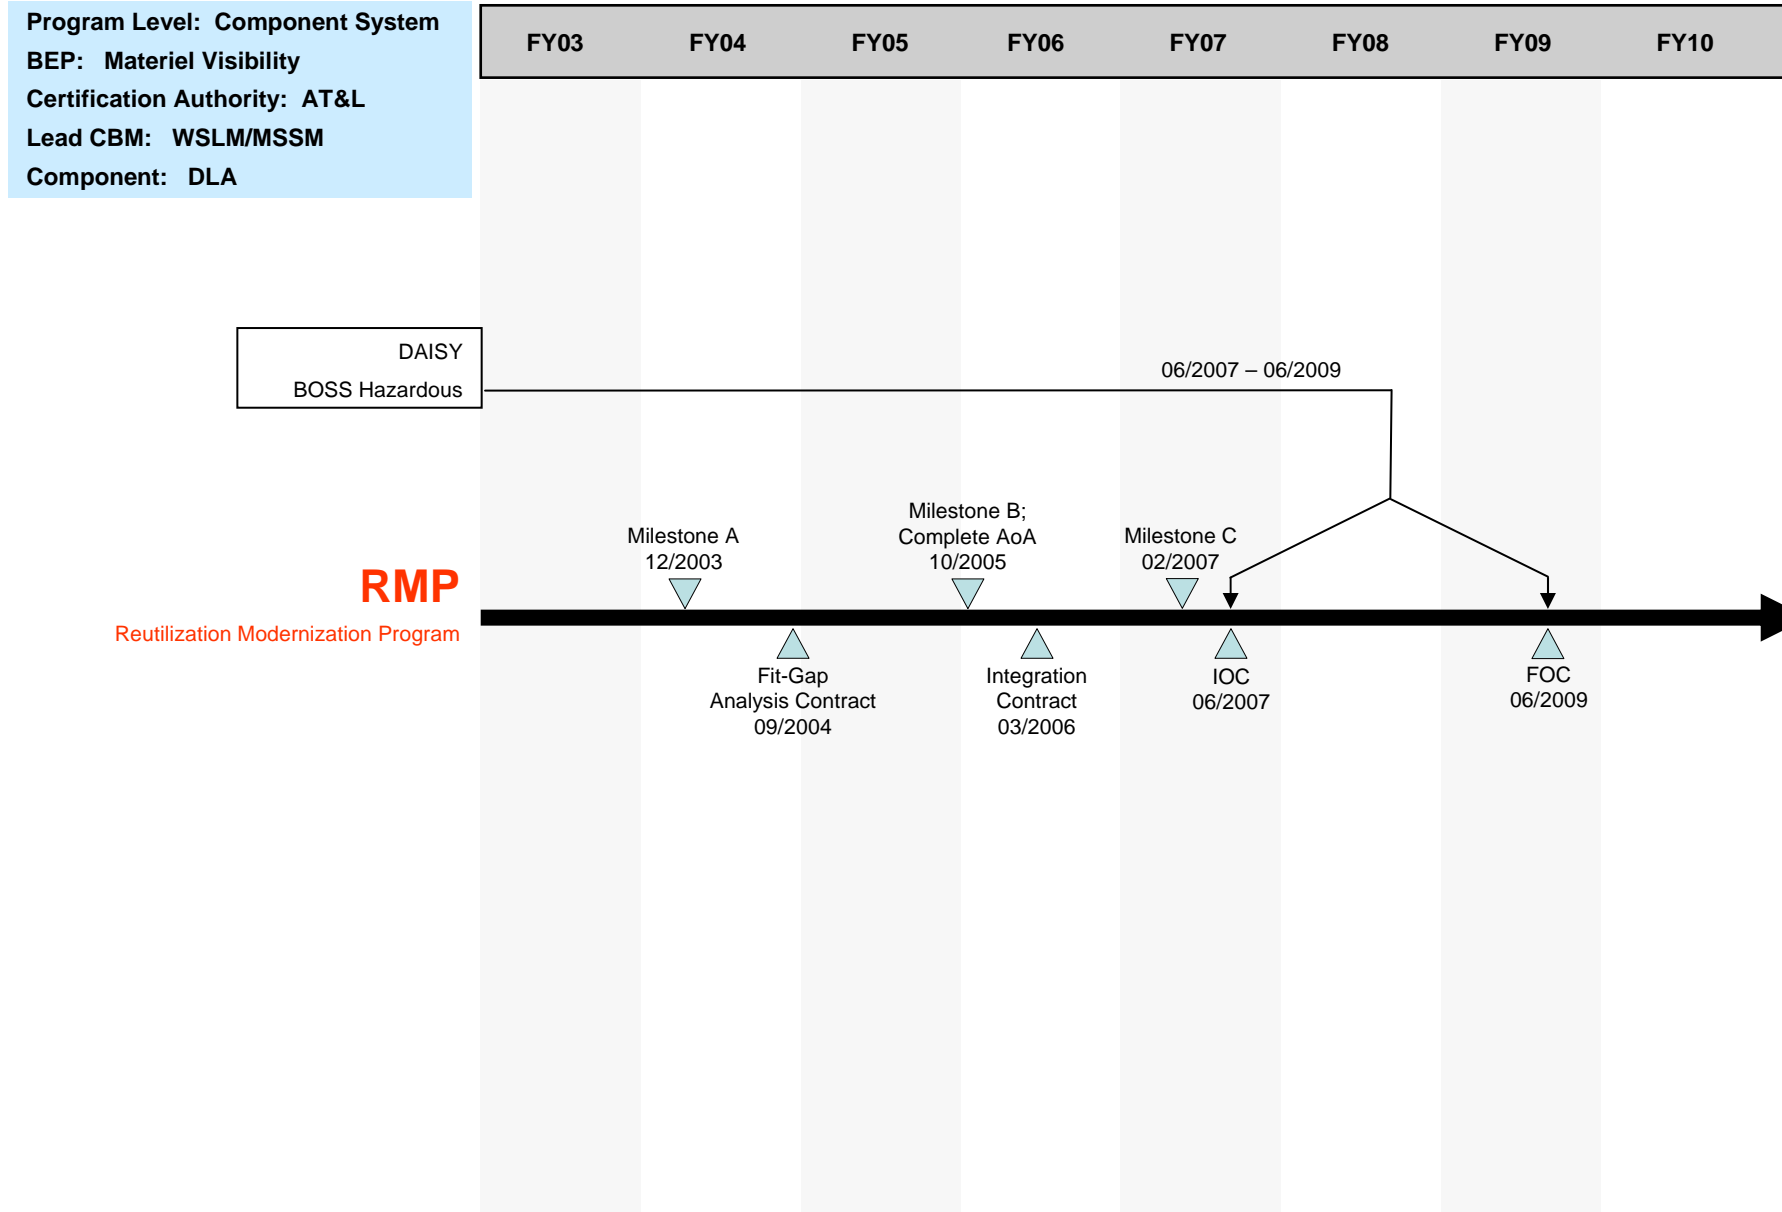 Program Level: Component System
BEP: Materiel Visibility
Certification Authority: AT&L
Lead CBM: WSLM/MSSM
Component: DLA
FY03 FY04 FY05 FY06 FY07 FY08 FY09 FY10
DAISY
BOSS Hazardous
06/2007 – 06/2009
Milestone A
12/2003
Milestone B;
Complete AoA
10/2005
Milestone C
02/2007
RMP
Reutilization Modernization Program
Fit-Gap
Analysis Contract
09/2004
Integration
Contract
03/2006
IOC
06/2007
FOC
06/2009